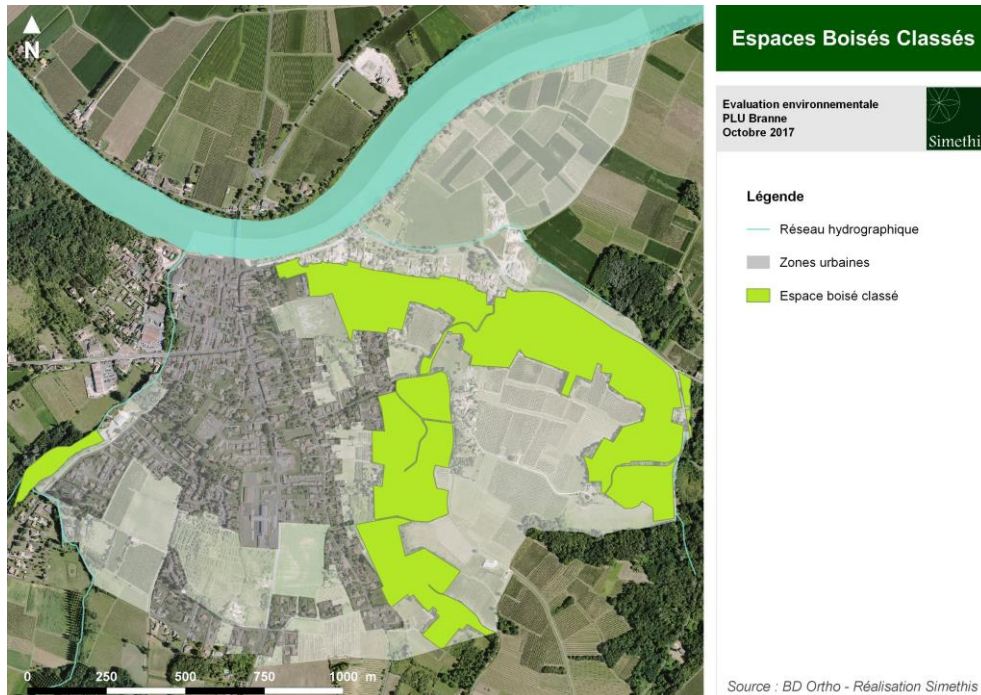 N
Espaces Boisés Classés
Evaluation environnementale
PLU Branne
Octobre 2017
Simethi
Légende
Réseau hydrographique
Zones urbaines
Espace boisé classé
0 250 500 750 1000 m
Source : BD Ortho - Réalisation Simethis